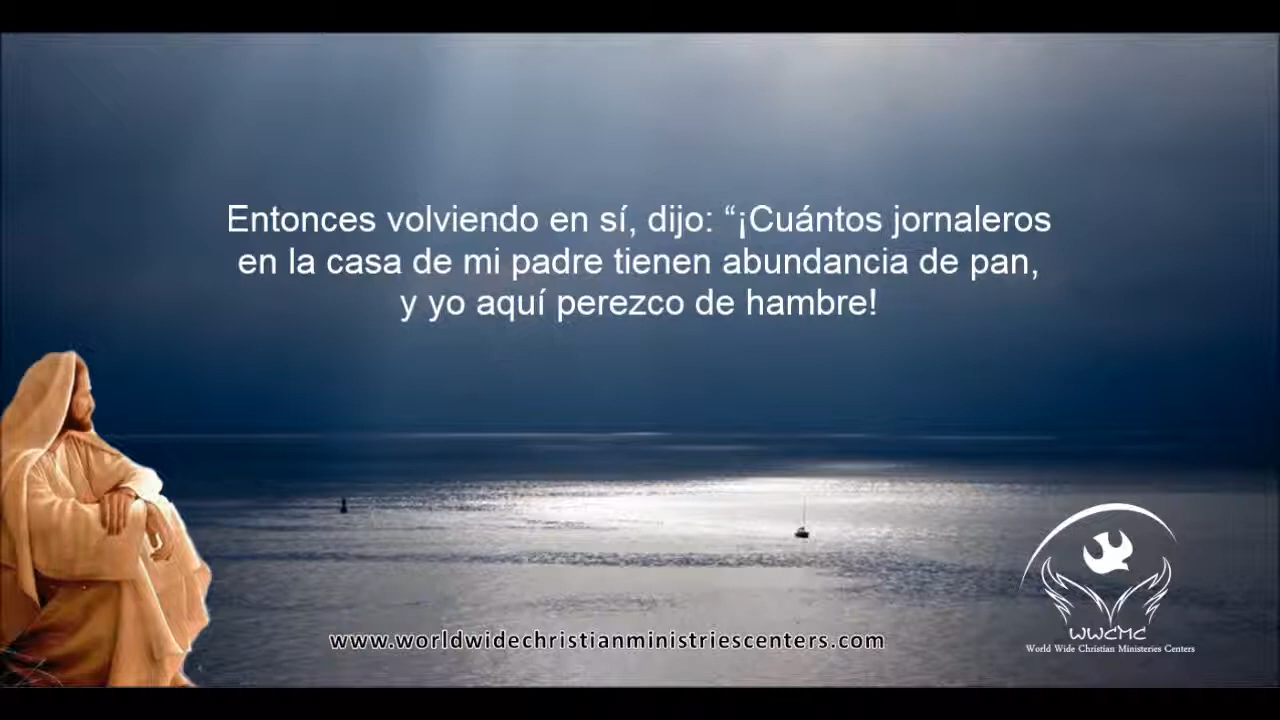 Entonces volviendo en sí, dijo: “¡Cuántos jornaleros
en la casa de mi padre tienen abundancia de pan,
y yo aquí perezco de hambre!
www.worldwidechristianministriescenters.com
WWCMC
World Wide Christian Ministeries Centers